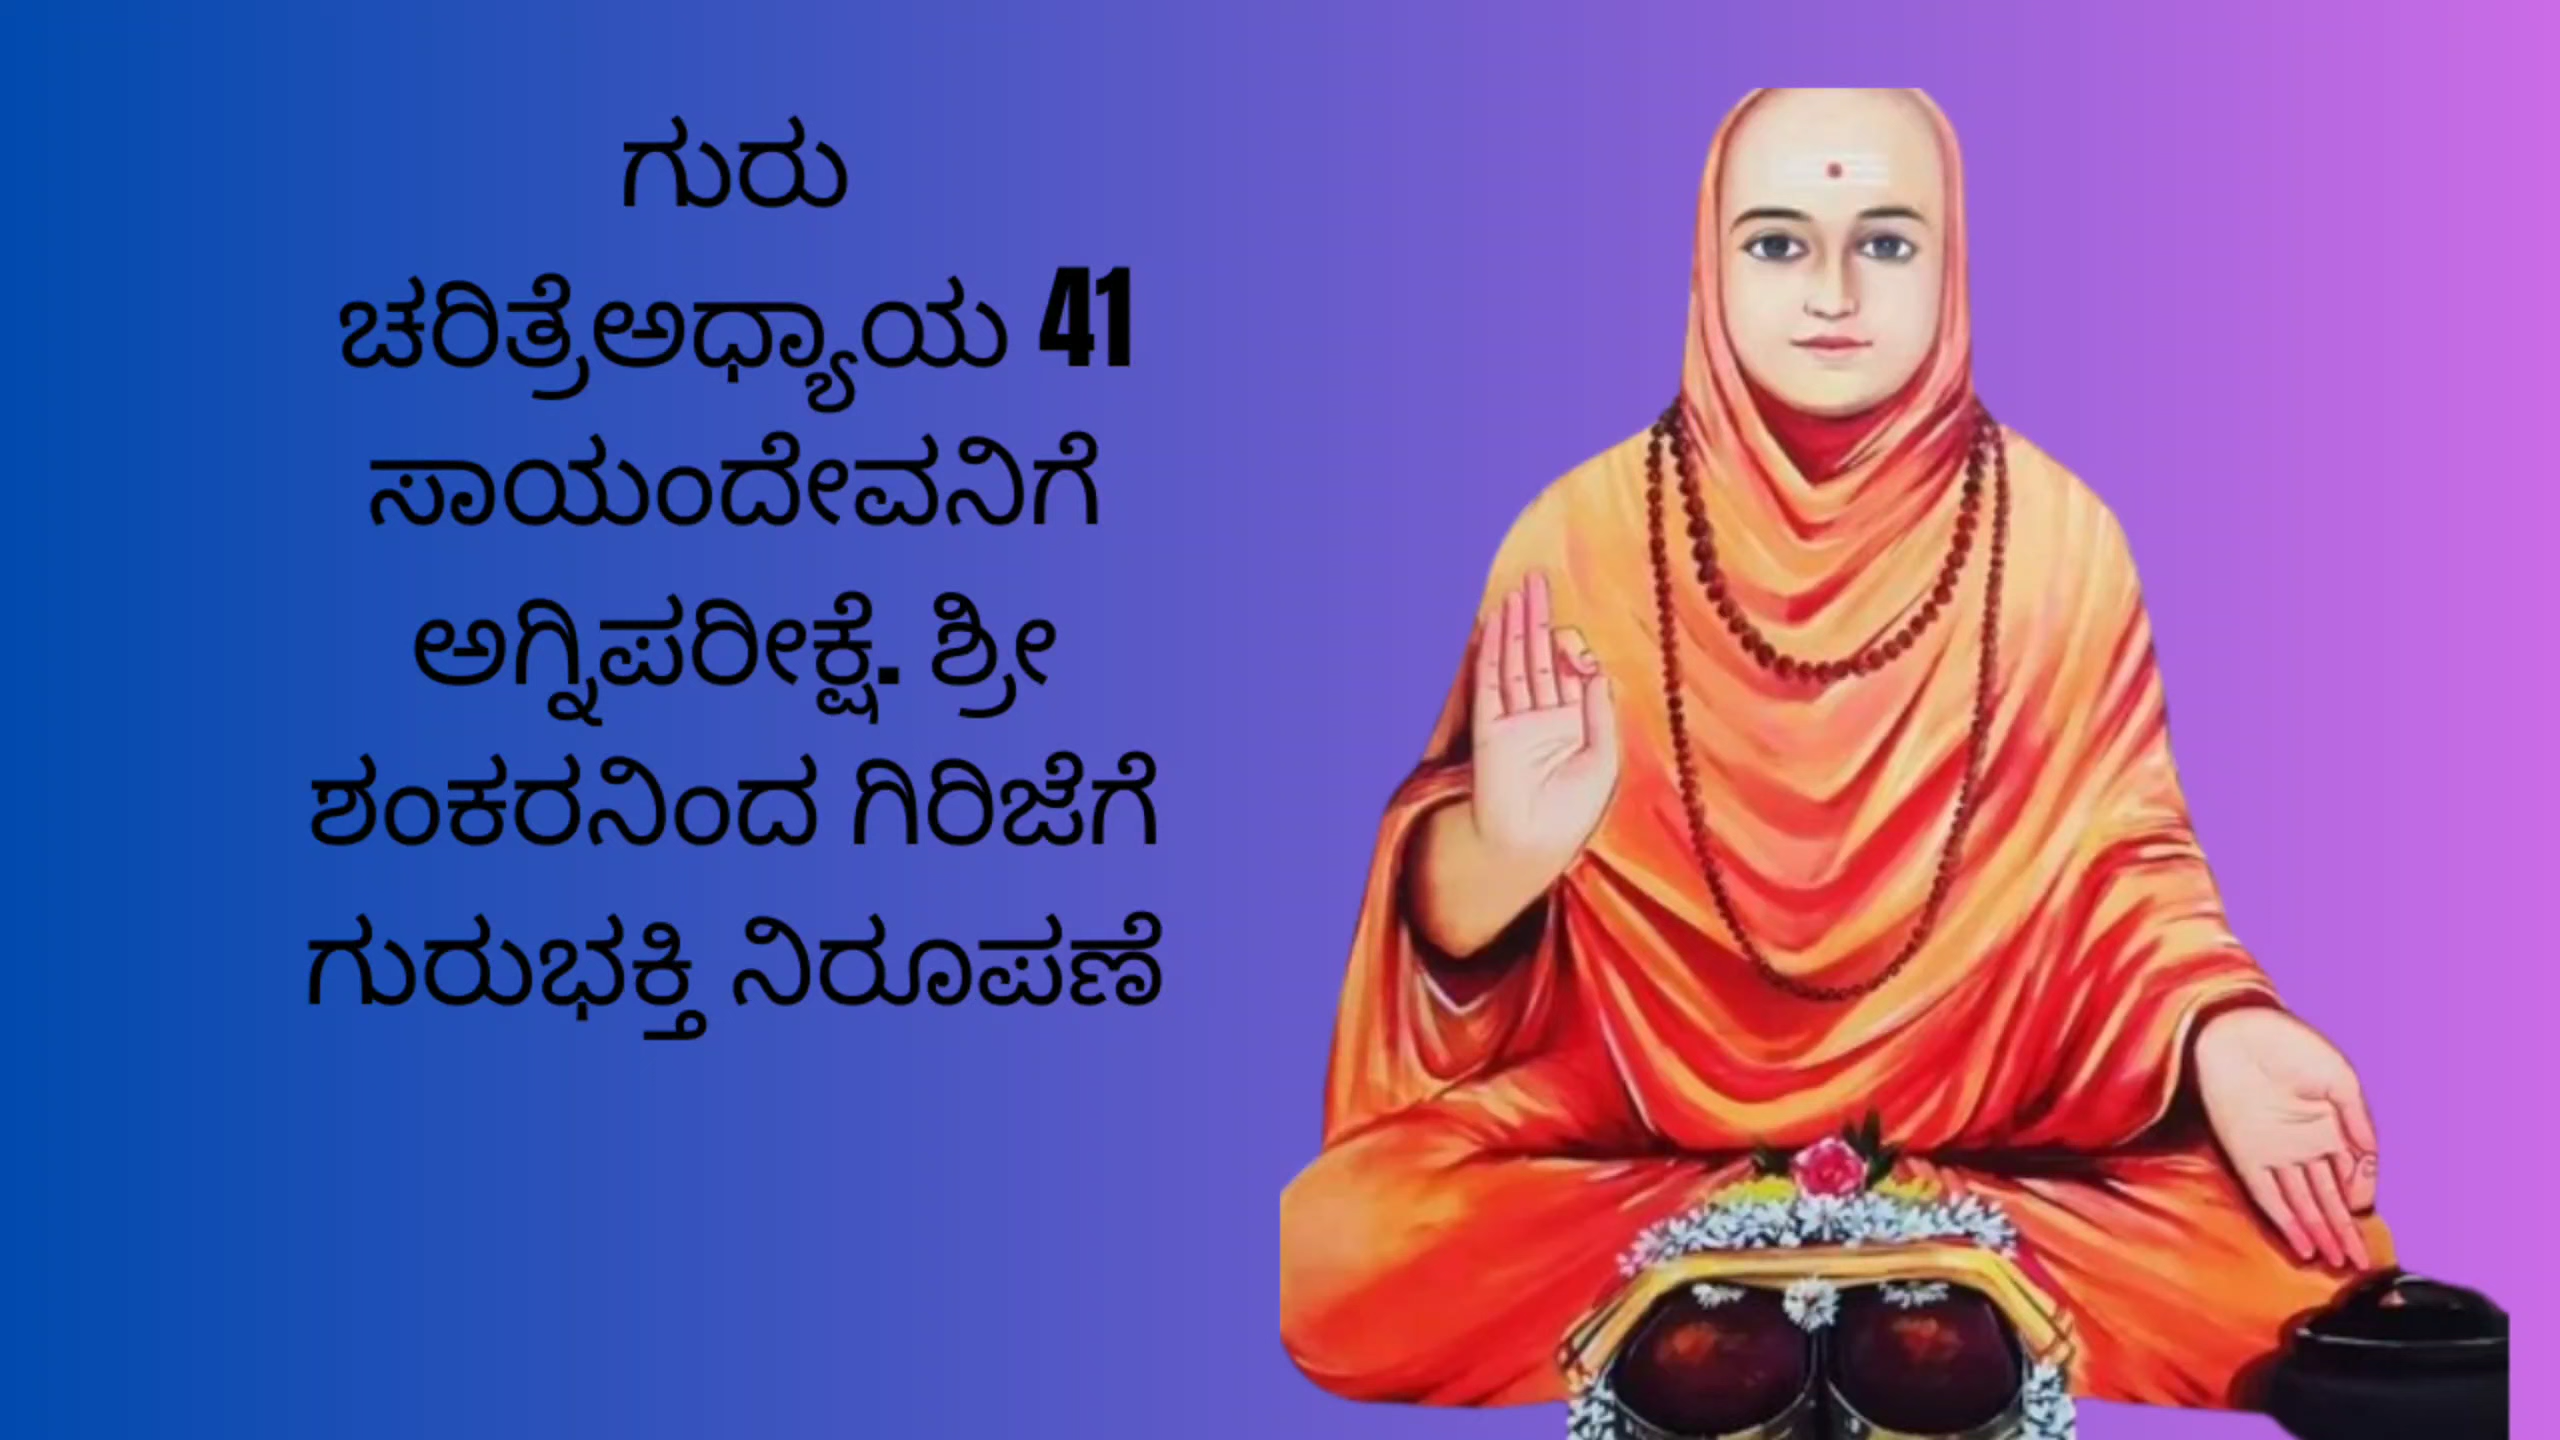 ಗುರು
ಚರಿತ್ರೆಅಧ್ಯಾಯ 41
ಸಾಯಂದೇವನಿಗೆ
ಅಗ್ನಿಪರೀಕ್ಷೆ. ಶ್ರೀ
ಶಂಕರನಿಂದ ಗಿರಿಜೆಗೆ
ಗುರುಭಕ್ತಿ ನಿರೂಪಣೆ